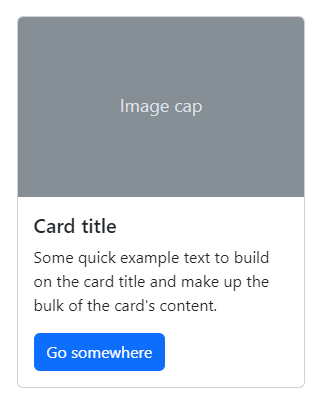 Image cap
Card title
Some quick example text to build
on the card title and make up the
bulk of the card's content.
Go somewhere